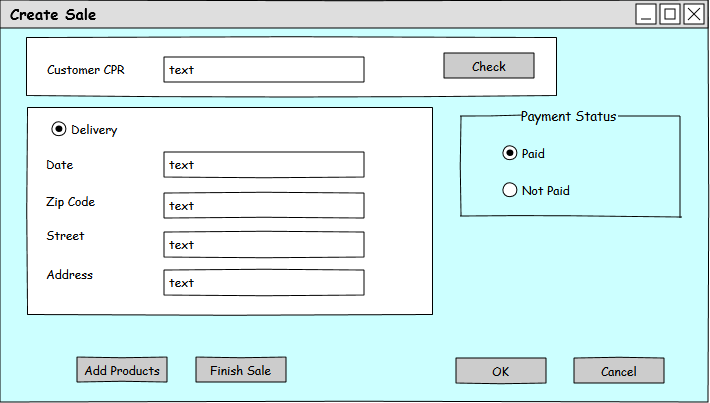 Create Sale
Customer CPR text Check
Delivery
Date text
Zip Code text
Street text
Address text
Payment Status
Paid
Not Paid
Add Products Finish Sale OK Cancel